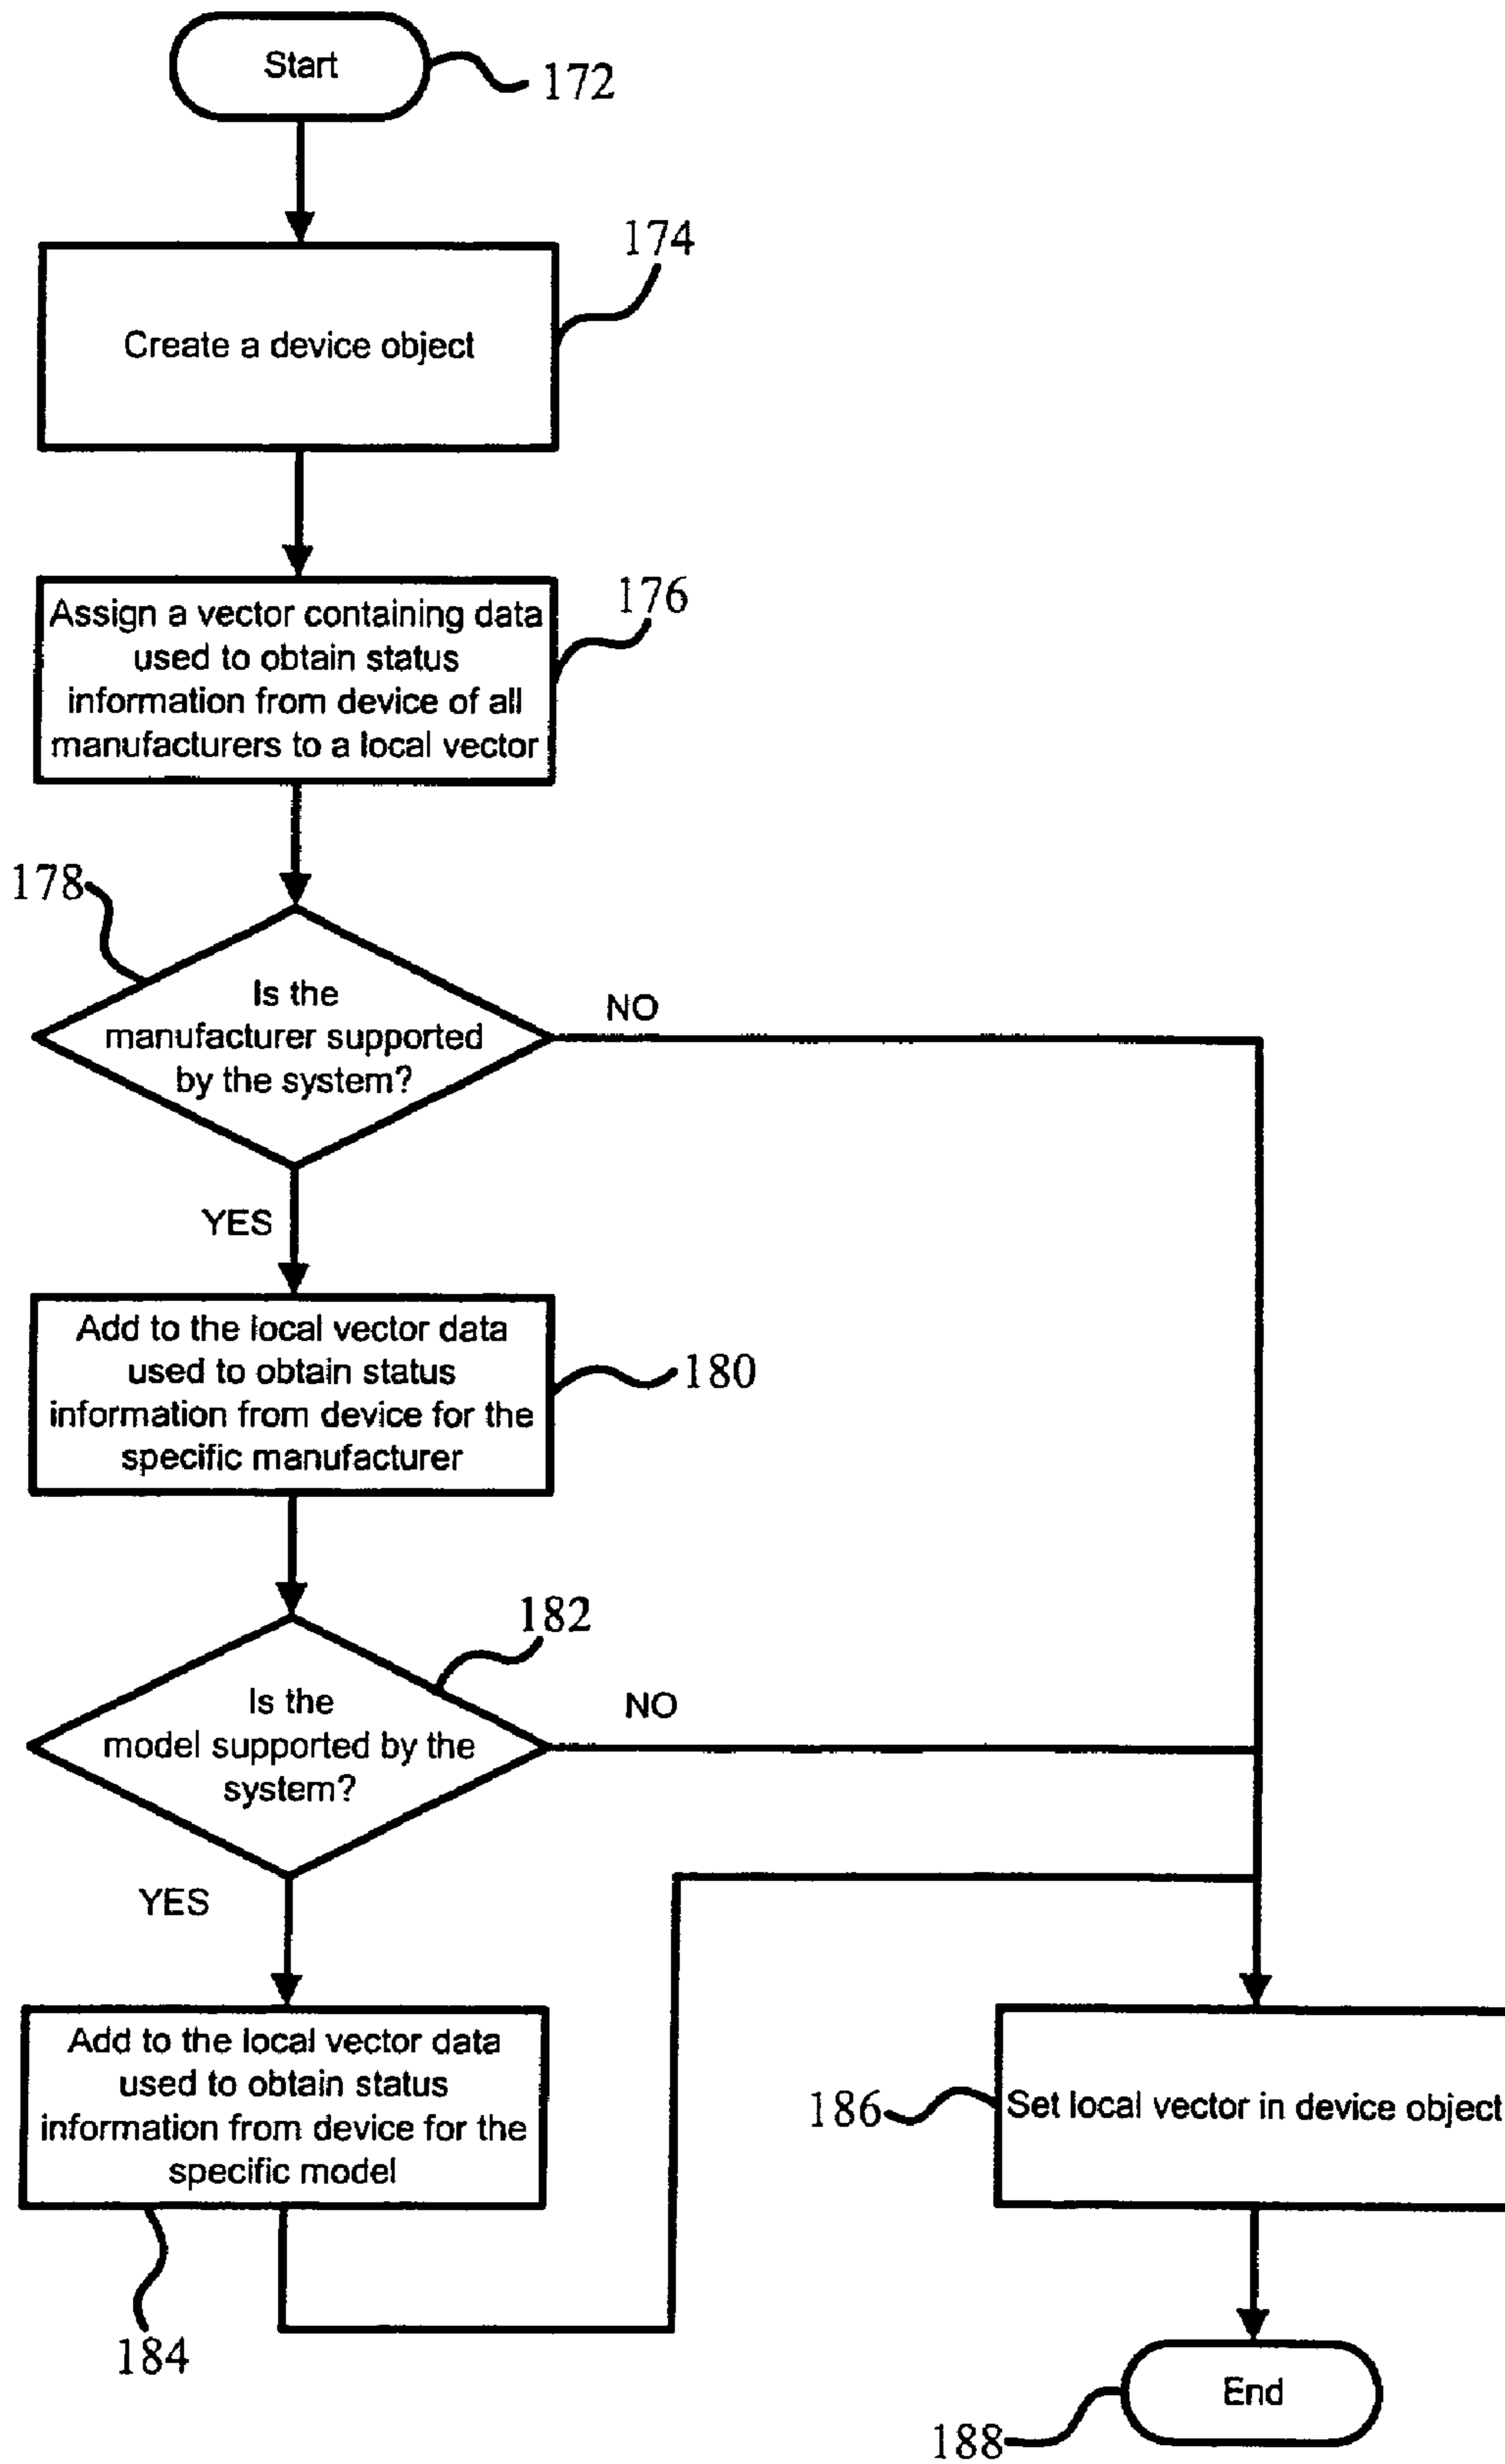 Start
172
174
Create a device object
176
Assign a vector containing data
used to obtain status
information from device of all
manufacturers to a local vector
178
Is the
manufacturer supported
by the system?
NO
YES
Add to the local vector data
used to obtain status
information from device for the
specific manufacturer
180
182
Is the
model supported by the
system?
NO
YES
Add to the local vector data
used to obtain status
information from device for the
specific model
184
186
Set local vector in device object
End
188